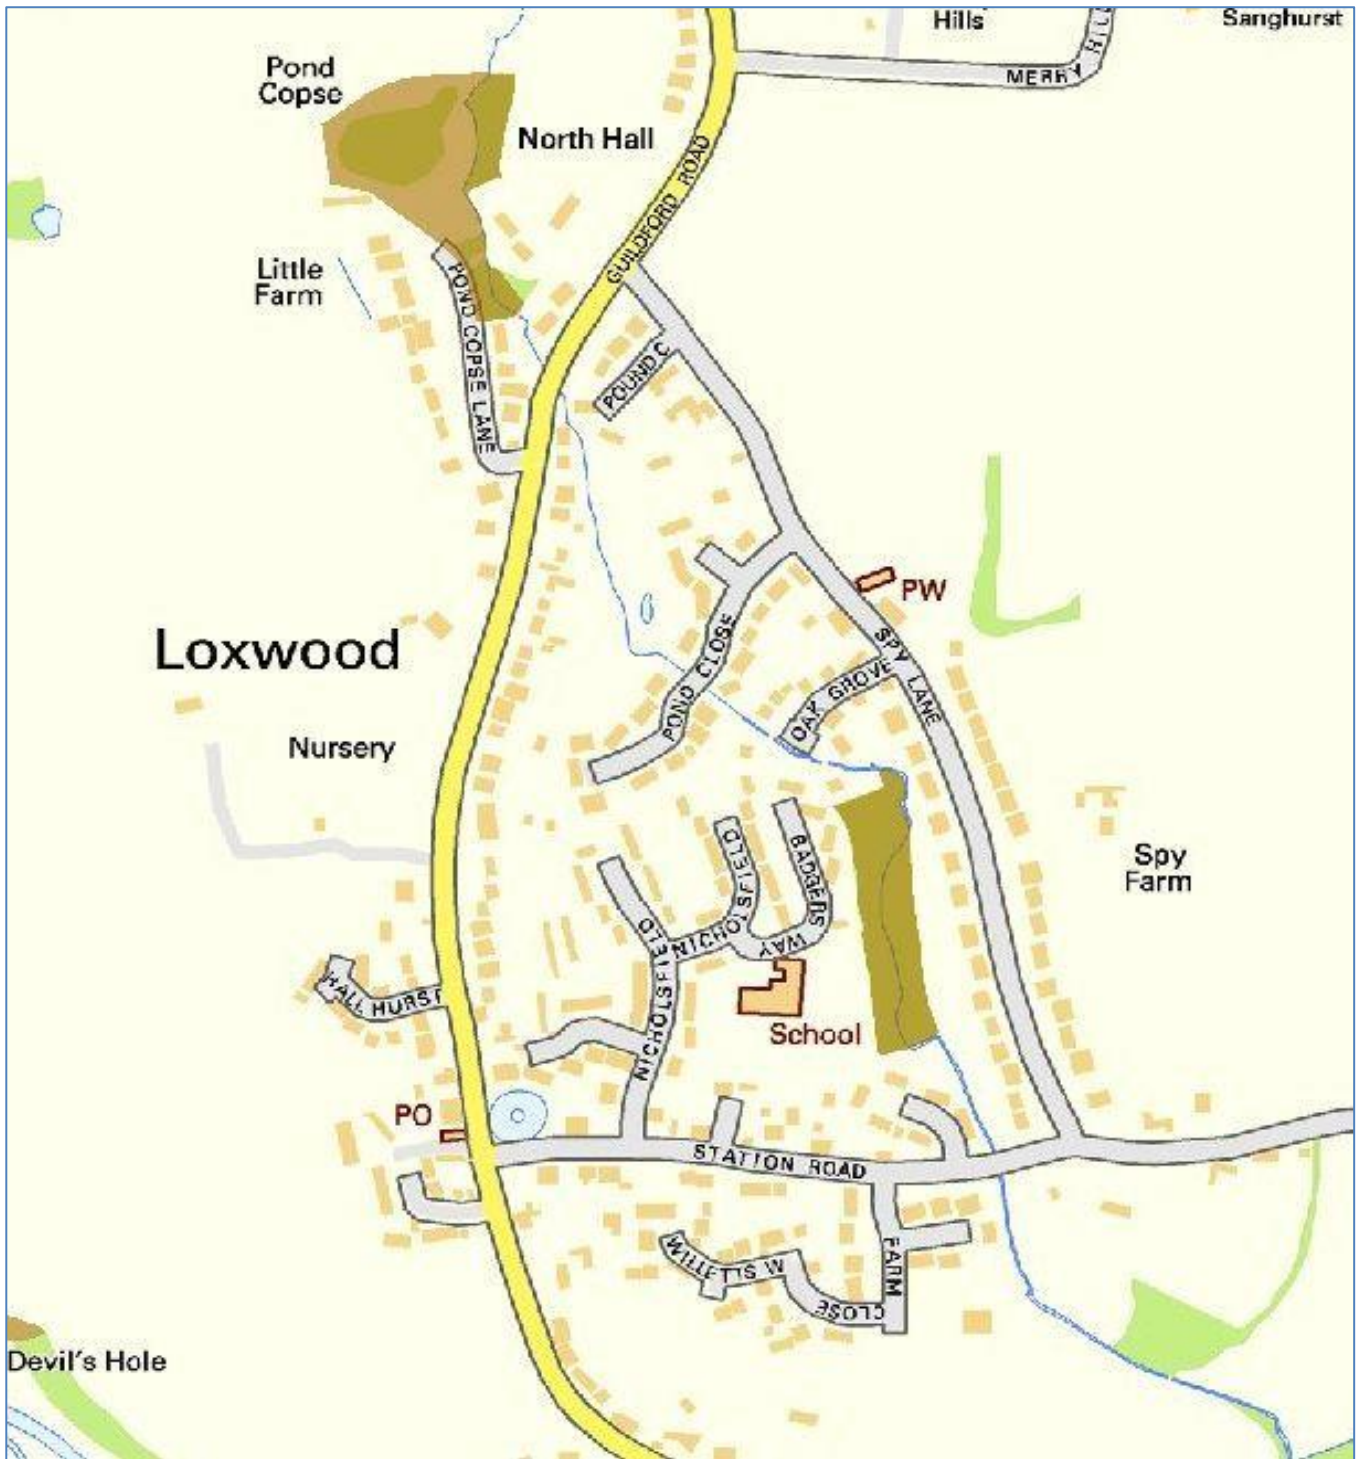 Hills
Sanghurst
MERRY HILL
Pond
Copse
North Hall
GUILDFORD ROAD
Little
Farm
POND COPSE LANE
POUND C
PW
SPY LANE
Loxwood
POND CLOSE
OAK GROVE
Nursery
NICHOLSFIELD
BADGERS
WAY
Spy
Farm
NICHOLSFIELD
HALL HURST
School
PO
STATION ROAD
WILLETTS W
FARM
CLOSE
Devil's Hole